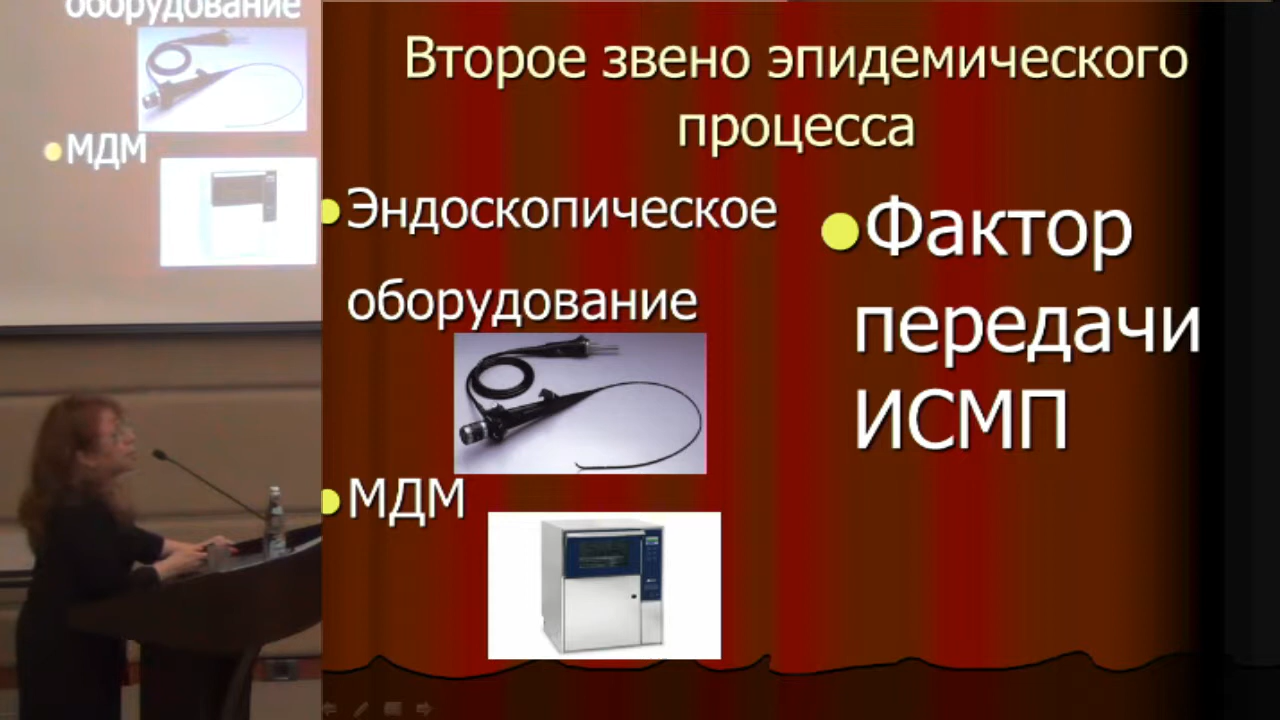 оборудование
МДМ
Второе звено эпидемического
процесса
Эндоскопическое
оборудование
МДМ
Фактор
передачи
ИСМП